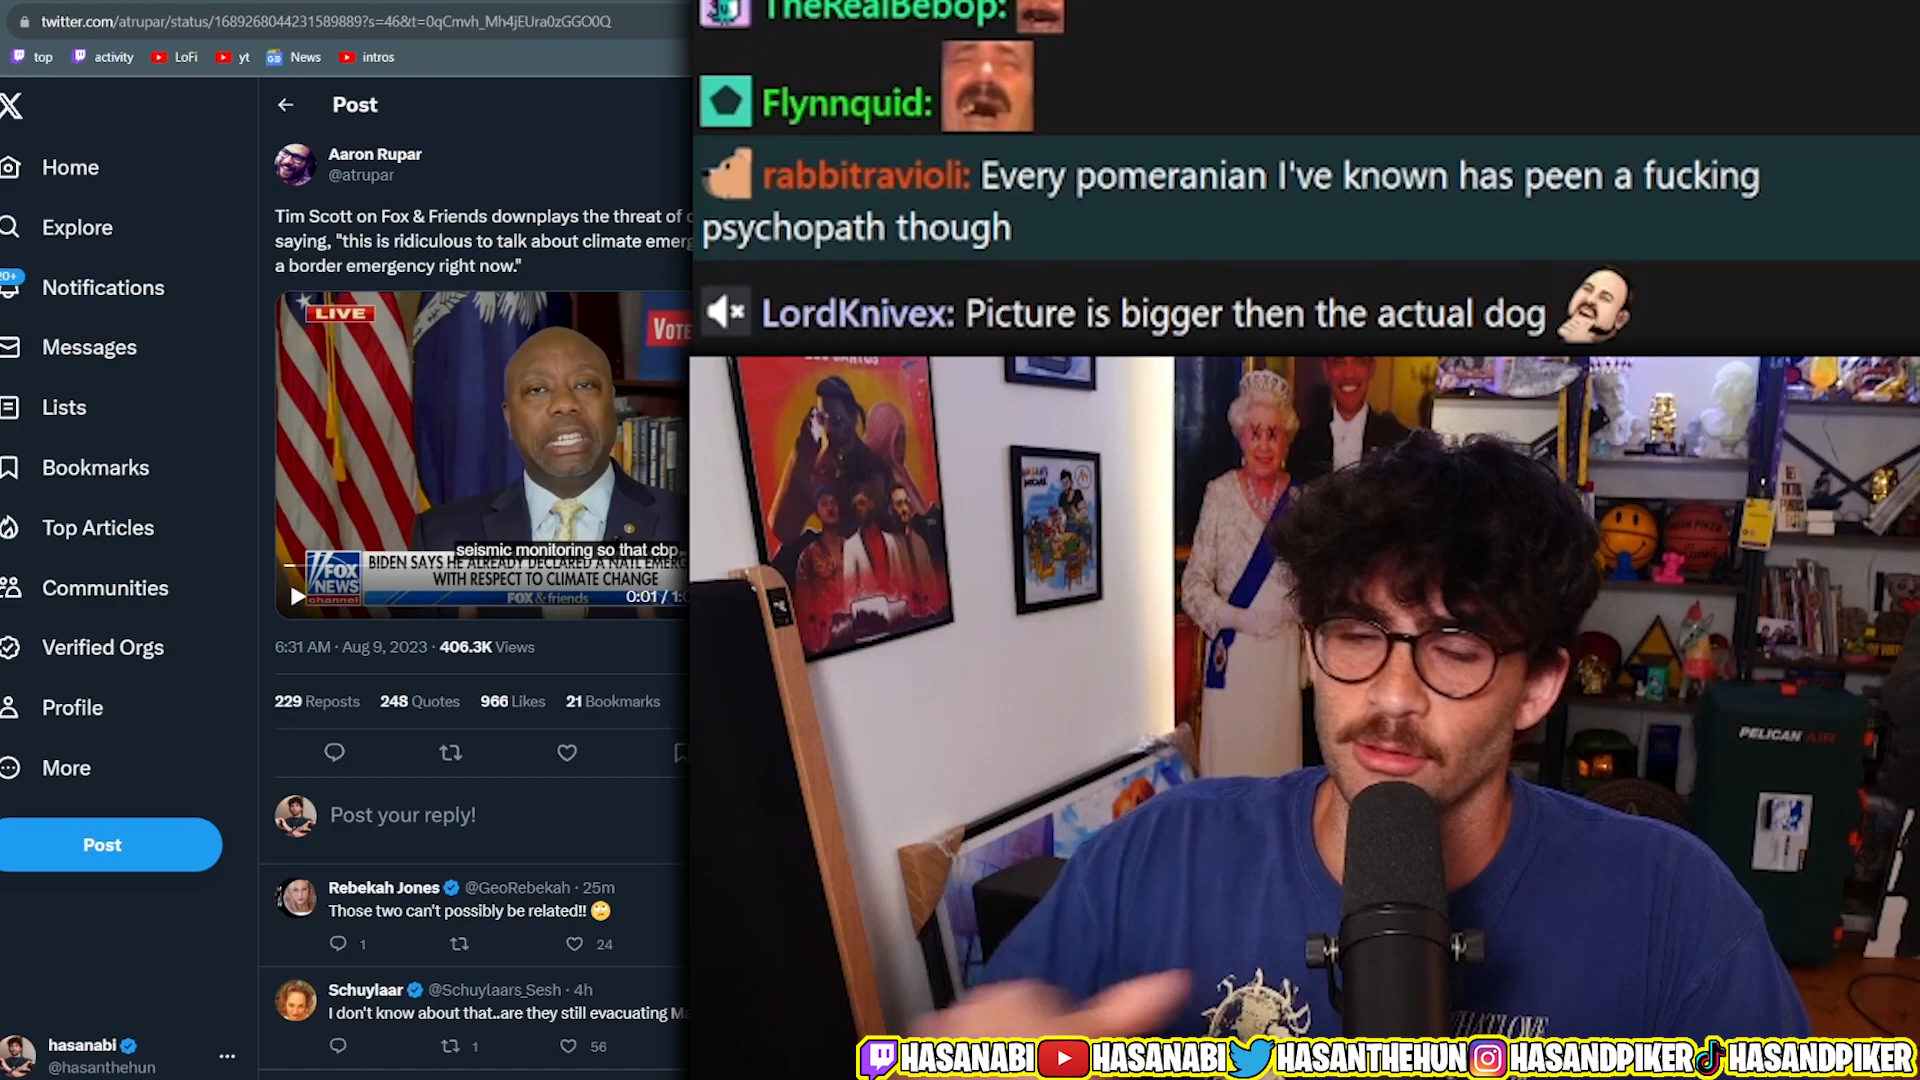 twitter.com/atrupar/status/1689268044231589889?s=46&t=0qCmvh_Mh4jEUra0zGGO0Q
top activity LoFi yt News intros
Home
Explore
20+
Notifications
Messages
Lists
Bookmarks
Top Articles
Communities
Verified Orgs
Profile
More
Post
hasanabi
@hasanthehun
Post
Aaron Rupar
@atrupar
Tim Scott on Fox & Friends downplays the threat of
saying, "this is ridiculous to talk about climate
a border emergency right now."
LIVE
VOTE
seismic monitoring so that cbp
BIDEN SAYS HE ALREADY DECLARED A NAT'L
WITH RESPECT TO CLIMATE CHANGE
FOX NEWS channel
FOX & friends
0:01 /
6:31 AM · Aug 9, 2023 · 406.3K Views
229 Reposts 248 Quotes 966 Likes 21 Bookmarks
Post your reply!
Rebekah Jones @GeoRebekah · 25m
Those two can't possibly be related!! 🙄
1 24
Schuylaar @Schuylaars_Sesh · 4h
I don't know about that..are they still evacuating
1 56
TheRealBebop:
Flynnquid:
rabbitravioli: Every pomeranian I've known has peen a fucking
psychopath though
LordKnivex: Picture is bigger then the actual dog
PELICAN AIR
HASANABI HASANABI HASANTHEHUN HASANDPIKER HASANDPIKER